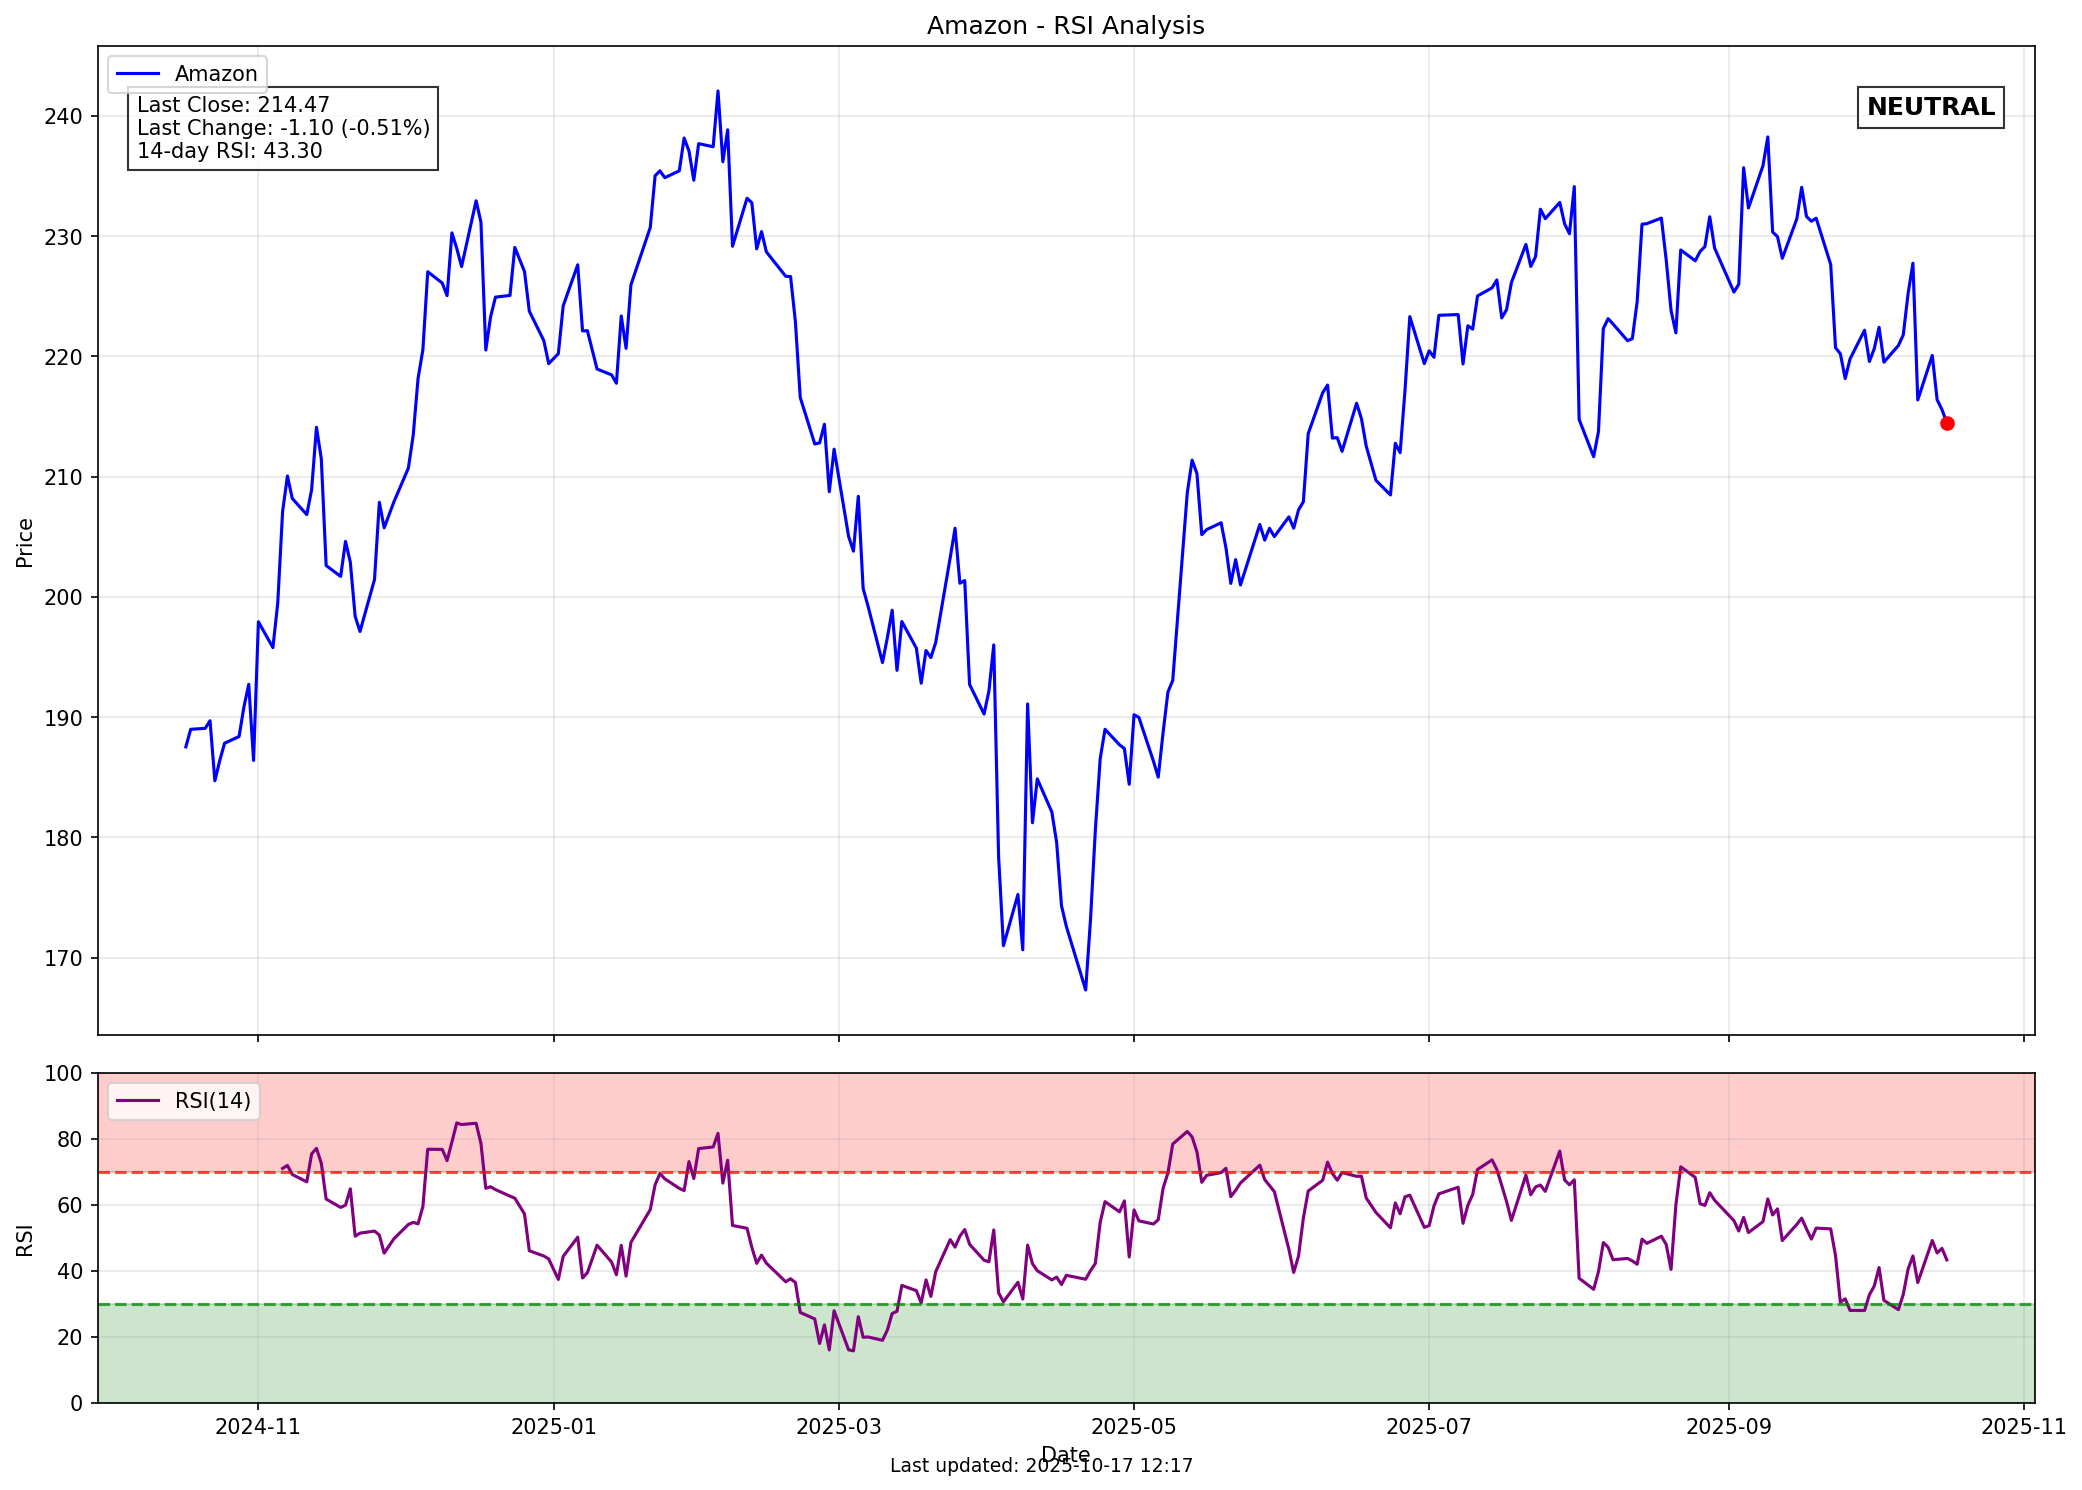 Amazon - RSI Analysis
Amazon
Last Close: 214.47
Last Change: -1.10 (-0.51%)
14-day RSI: 43.30
NEUTRAL
240
230
220
210
200
190
180
170
Price
RSI(14)
100
80
60
40
20
0
RSI
2024-11
2025-01
2025-03
2025-05
2025-07
2025-09
2025-11
Date
Last updated: 2025-10-17 12:17